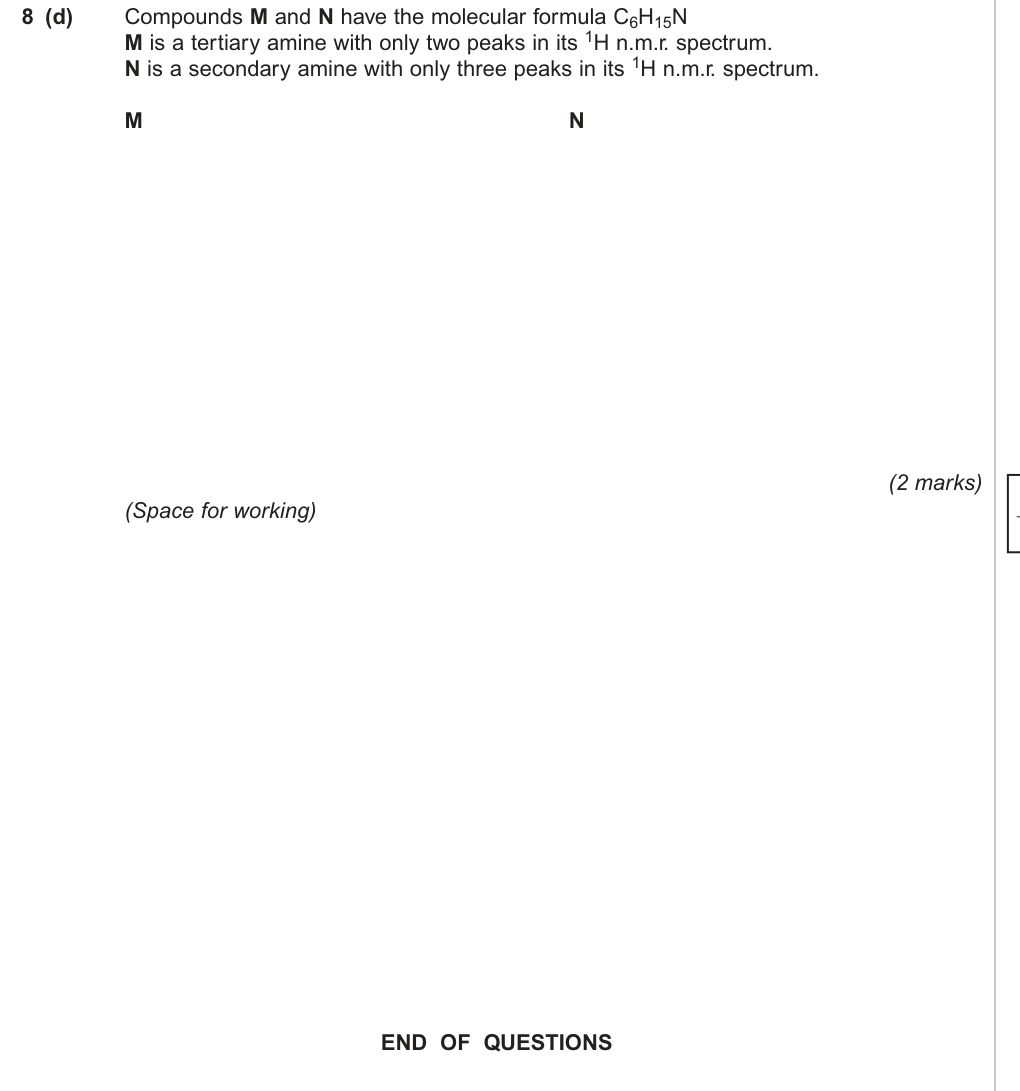 8 (d) Compounds M and N have the molecular formula C₆H₁₅N
M is a tertiary amine with only two peaks in its ¹H n.m.r. spectrum.
N is a secondary amine with only three peaks in its ¹H n.m.r. spectrum.
M N
(2 marks)
(Space for working)
END OF QUESTIONS